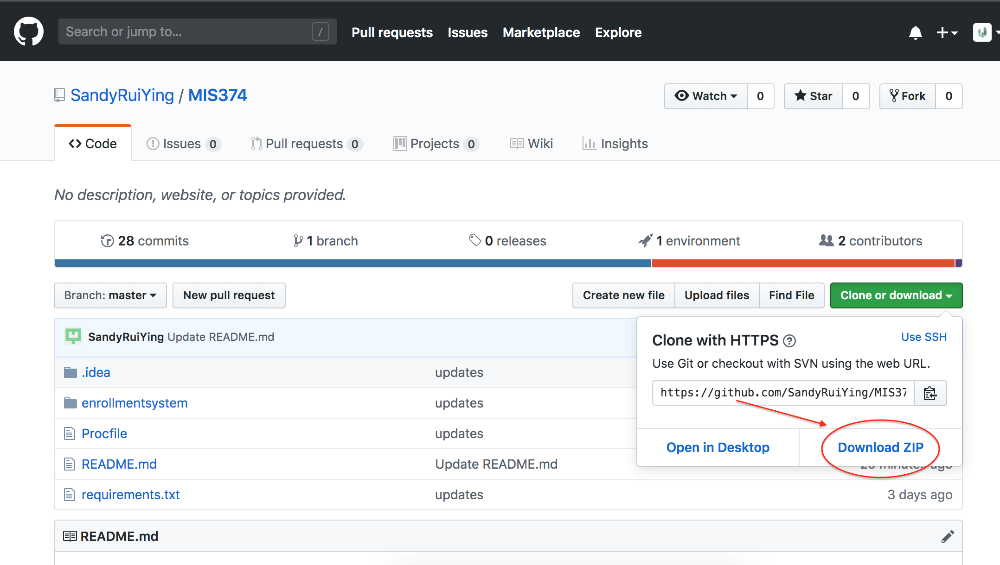 Search or jump to... /
Pull requests Issues Marketplace Explore
SandyRuiYing / MIS374
Watch 0 Star 0 Fork 0
Code Issues 0 Pull requests 0 Projects 0 Wiki Insights
No description, website, or topics provided.
28 commits 1 branch 0 releases 1 environment 2 contributors
Branch: master New pull request Create new file Upload files Find File Clone or download
SandyRuiYing Update README.md
Clone with HTTPS ? Use SSH
Use Git or checkout with SVN using the web URL.
https://github.com/SandyRuiYing/MIS37
Open in Desktop Download ZIP
.idea updates
enrollmentsystem updates
Procfile updates
README.md Update README.md 20 minutes ago
requirements.txt updates 3 days ago
README.md